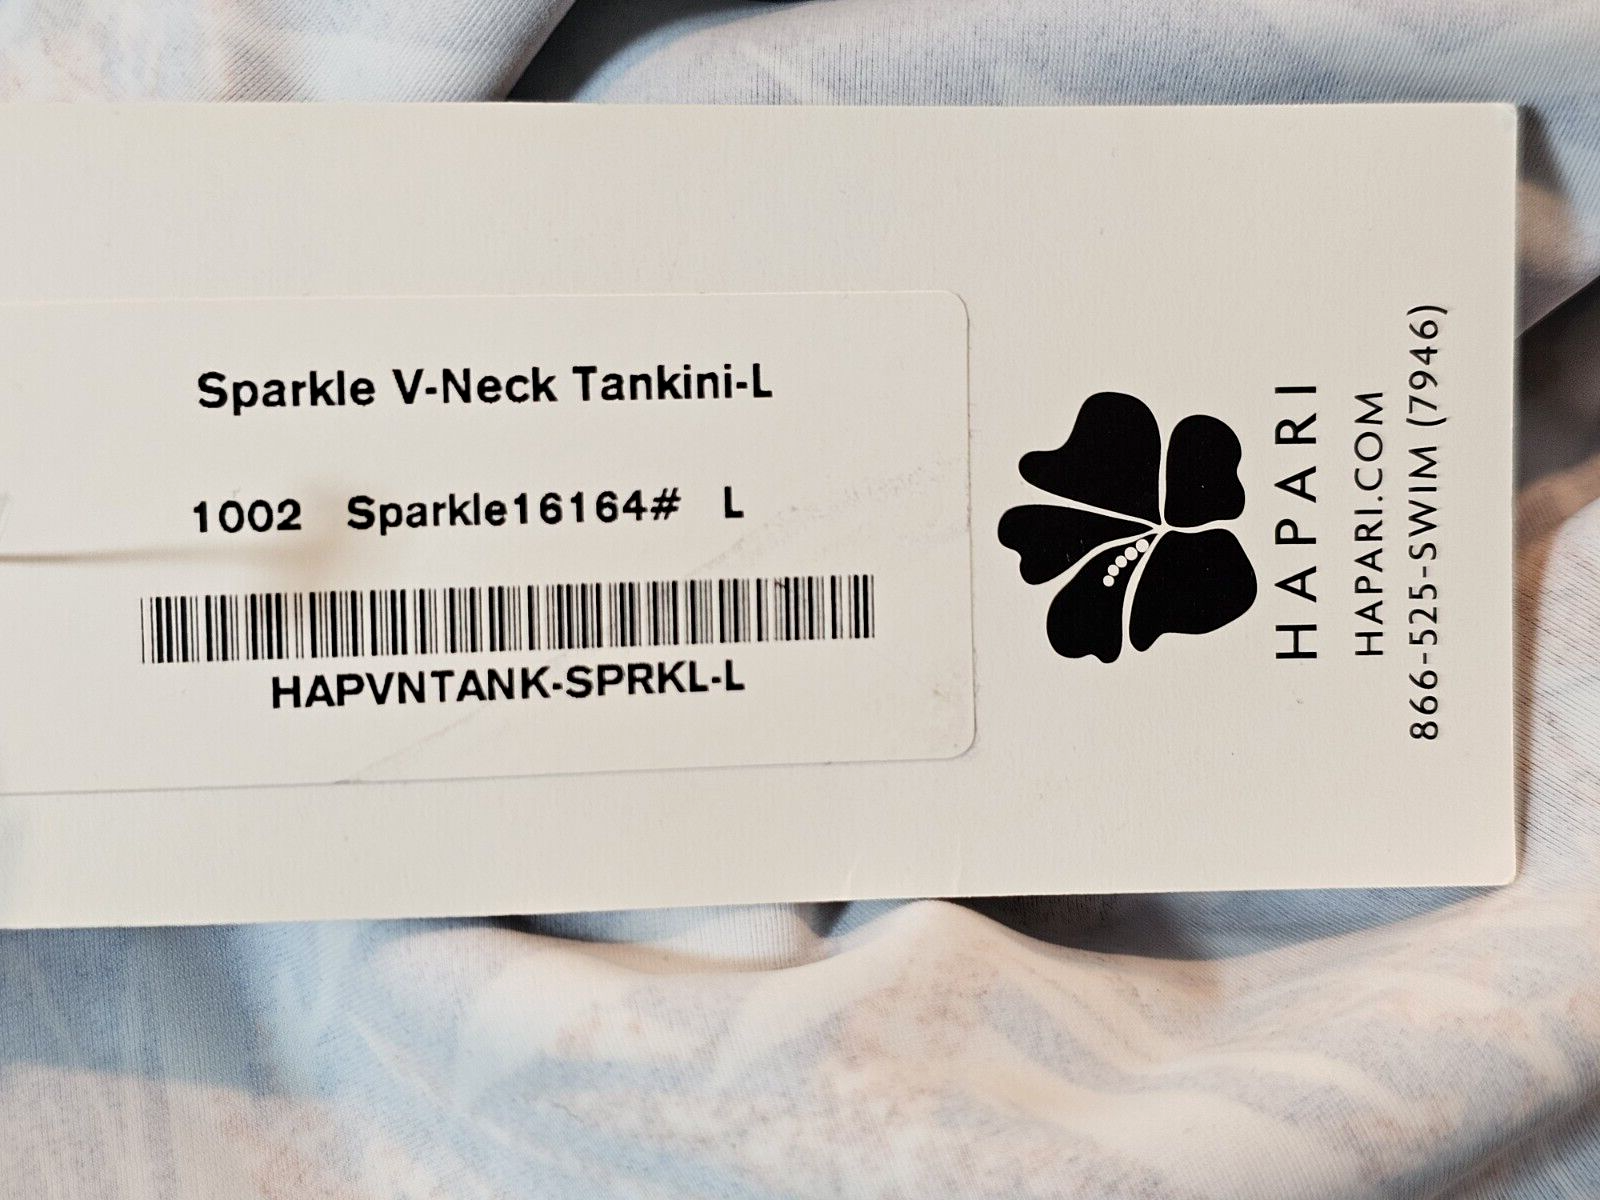 Sparkle V-Neck Tankini-L
1002 Sparkle16164# L
HAPVNTANK-SPRKL-L
HAPARI
HAPARI.COM
866-525-SWIM (7946)